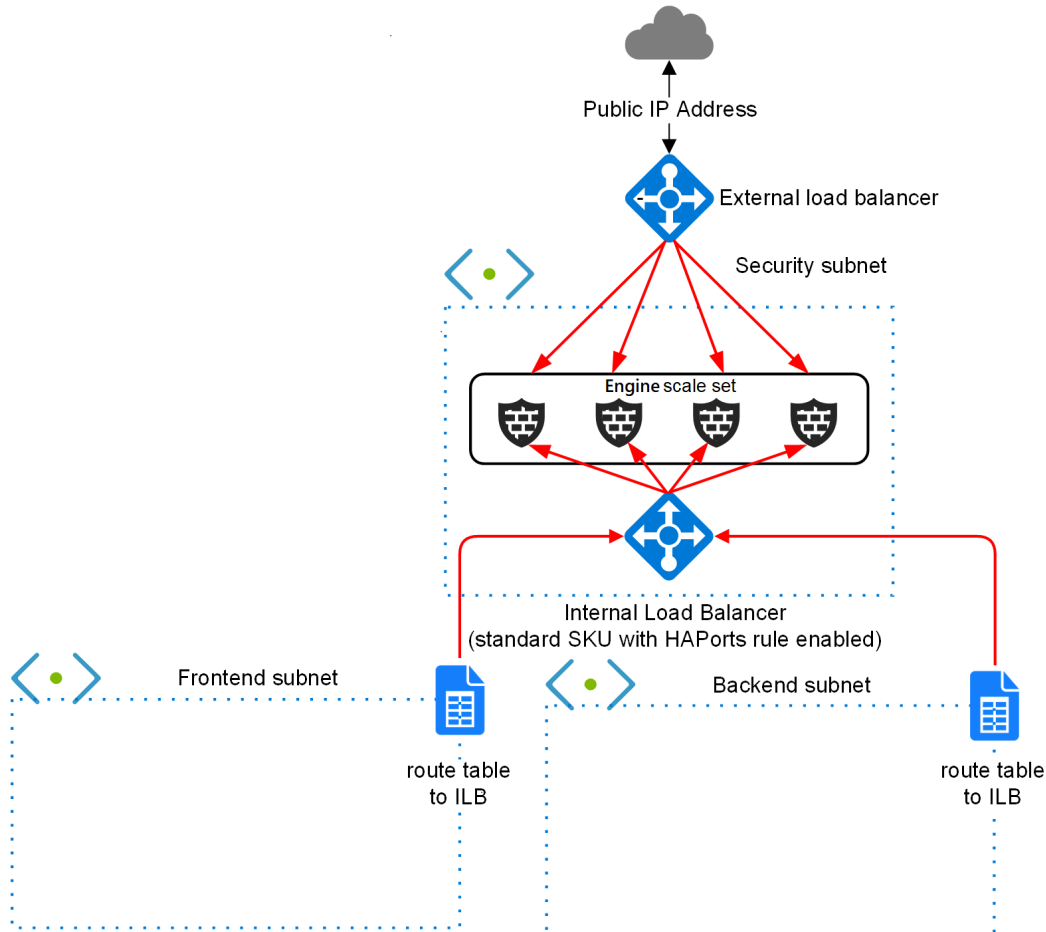 Public IP Address
External load balancer
Security subnet
Engine scale set
Internal Load Balancer
(standard SKU with HAPorts rule enabled)
Frontend subnet
Backend subnet
route table
to ILB
route table
to ILB